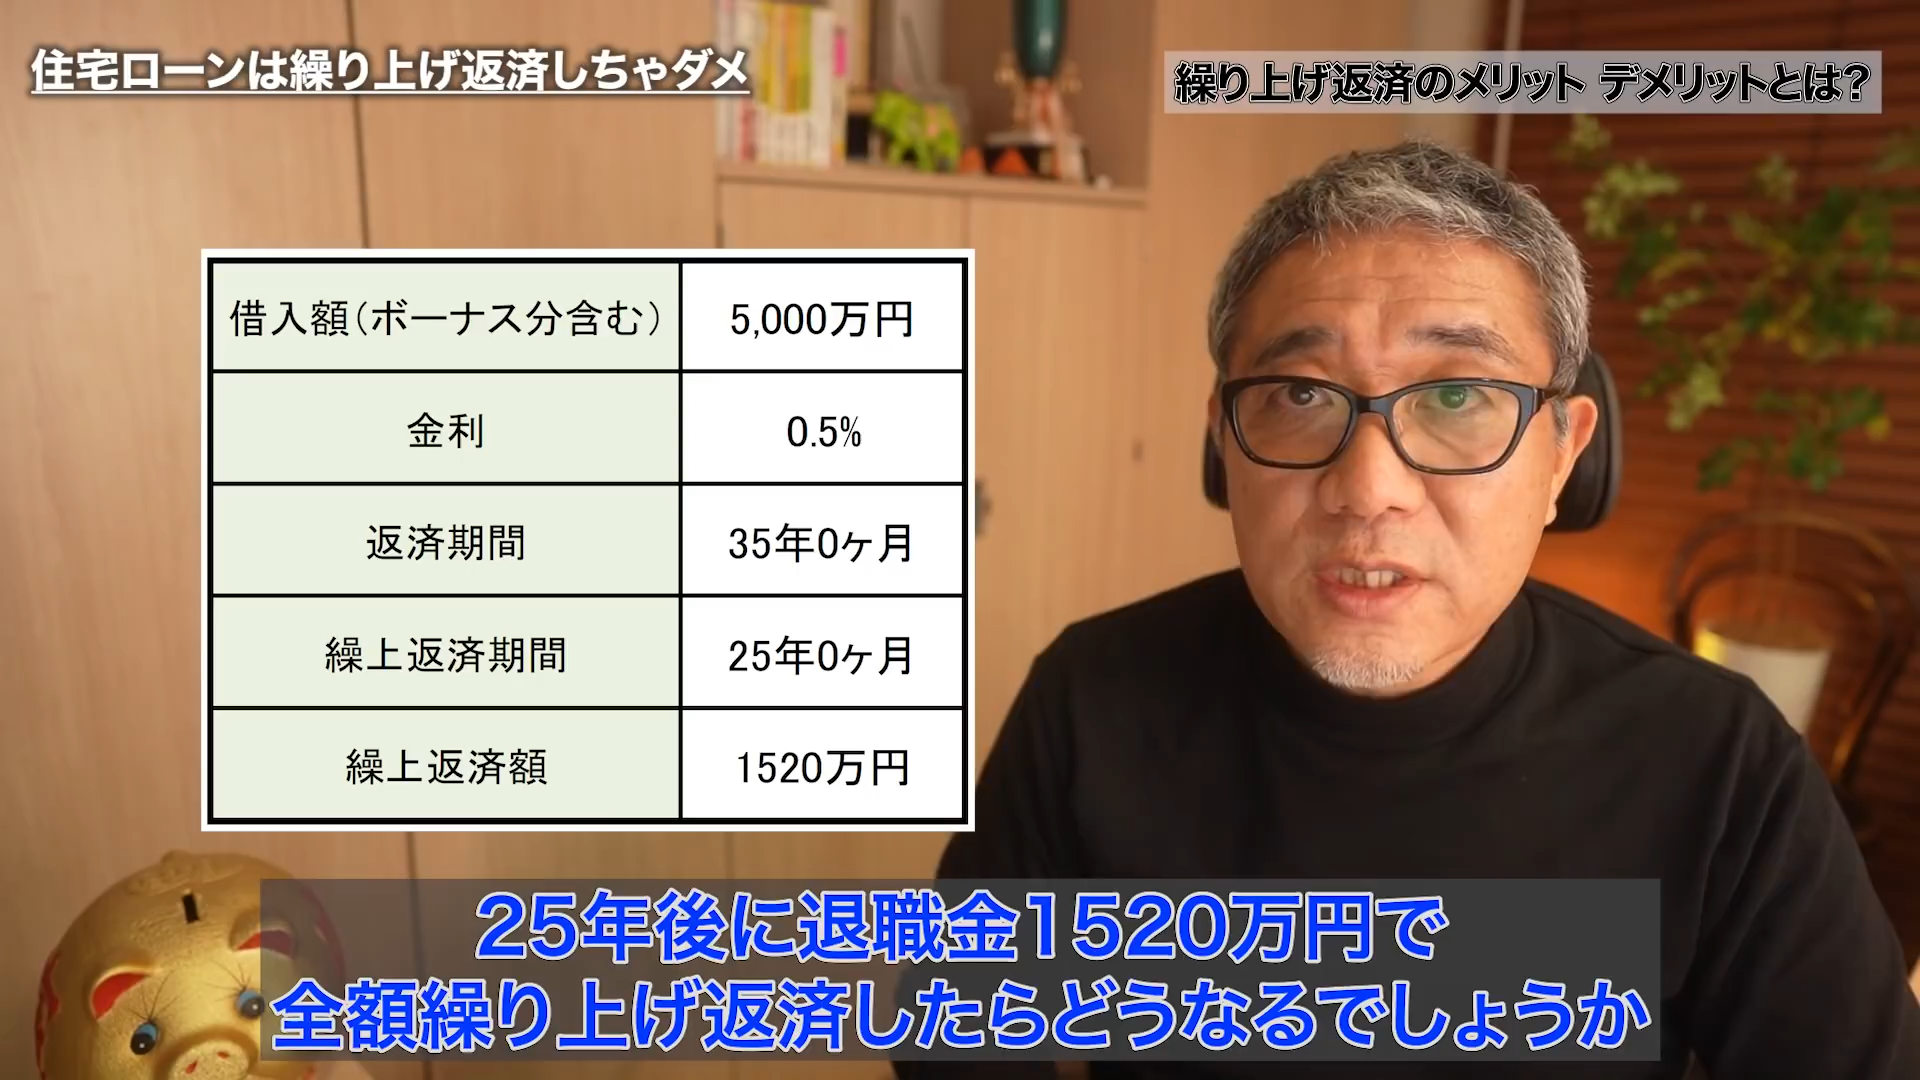 住宅ローンは繰り上げ返済しちゃダメ
繰り上げ返済のメリット デメリットとは?
借入額(ボーナス分含む) 5,000万円
金利 0.5%
返済期間 35年0ヶ月
繰上返済期間 25年0ヶ月
繰上返済額 1520万円
25年後に退職金1520万円で
全額繰り上げ返済したらどうなるでしょうか